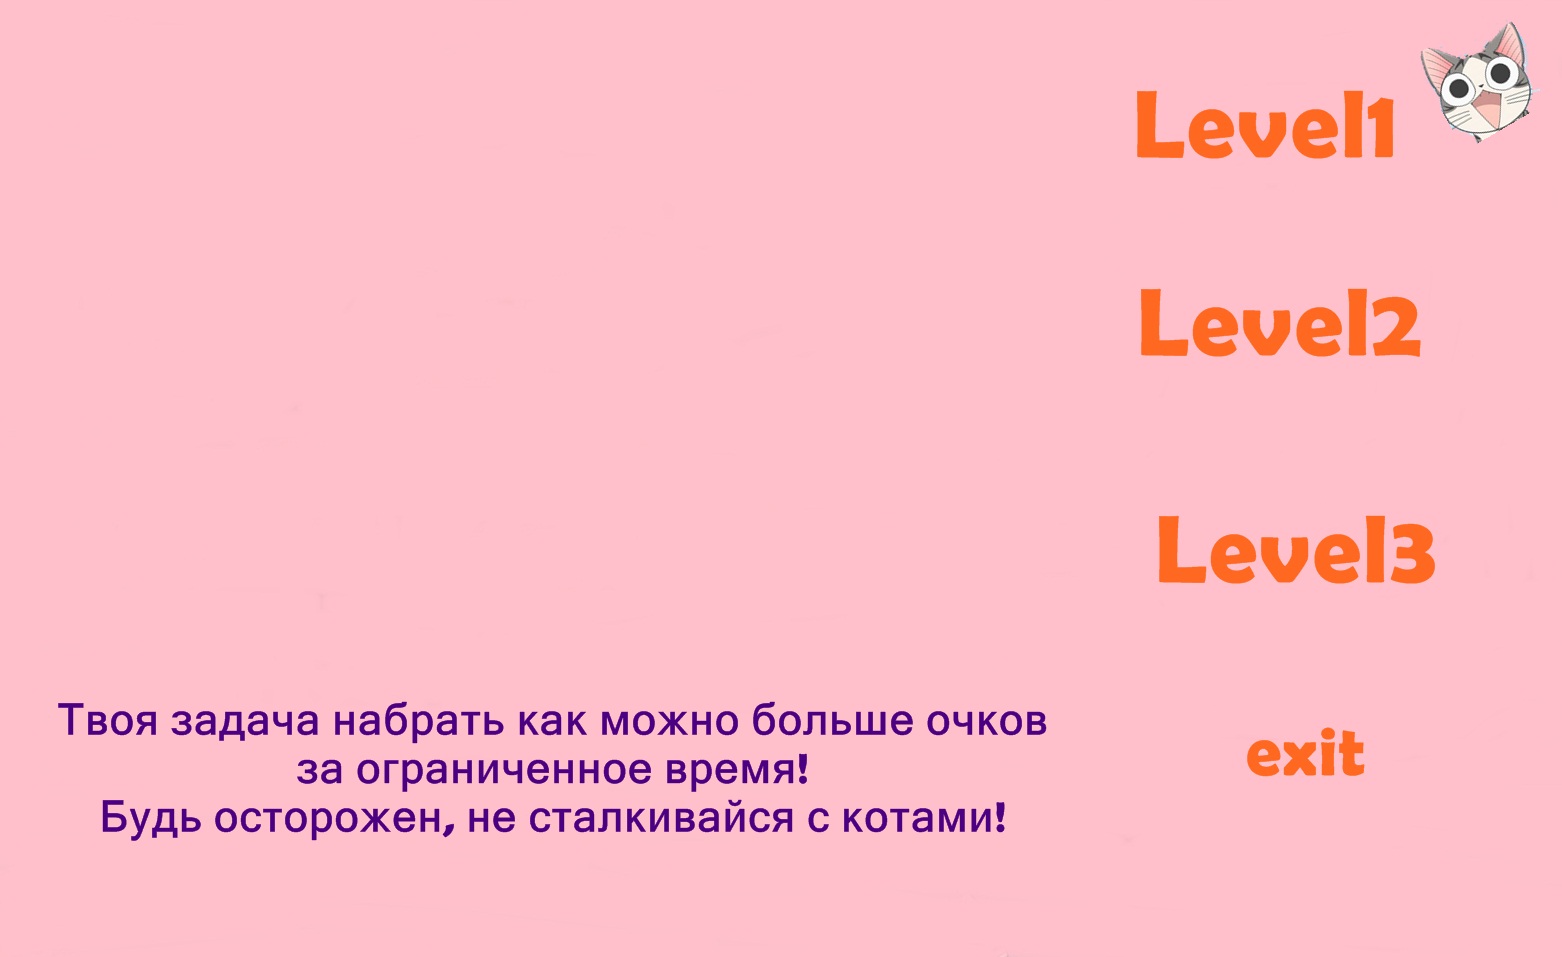 Level1
Level2
Level3
Твоя задача набрать как можно больше очков
за ограниченное время!
Будь осторожен, не сталкивайся с котами!
exit